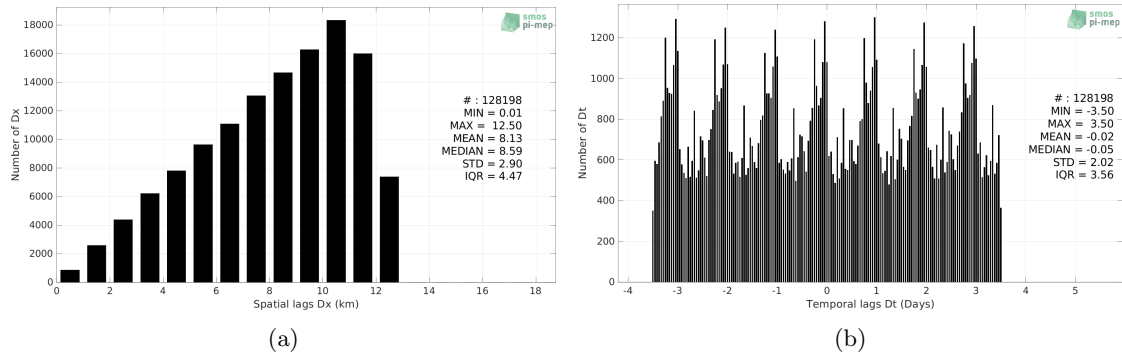 smos
pi-mep
18000
16000
14000
12000
10000
8000
6000
4000
2000
0
Number of Dx
# : 128198
MIN = 0.01
MAX = 12.50
MEAN = 8.13
MEDIAN = 8.59
STD = 2.90
IQR = 4.47
0 2 4 6 8 10 12 14 16 18
Spatial lags Dx (km)
(a)
smos
pi-mep
1200
1000
800
600
400
200
0
Number of Dt
# : 128198
MIN = -3.50
MAX = 3.50
MEAN = -0.02
MEDIAN = -0.05
STD = 2.02
IQR = 3.56
-4 -3 -2 -1 0 1 2 3 4 5
Temporal lags Dt (Days)
(b)